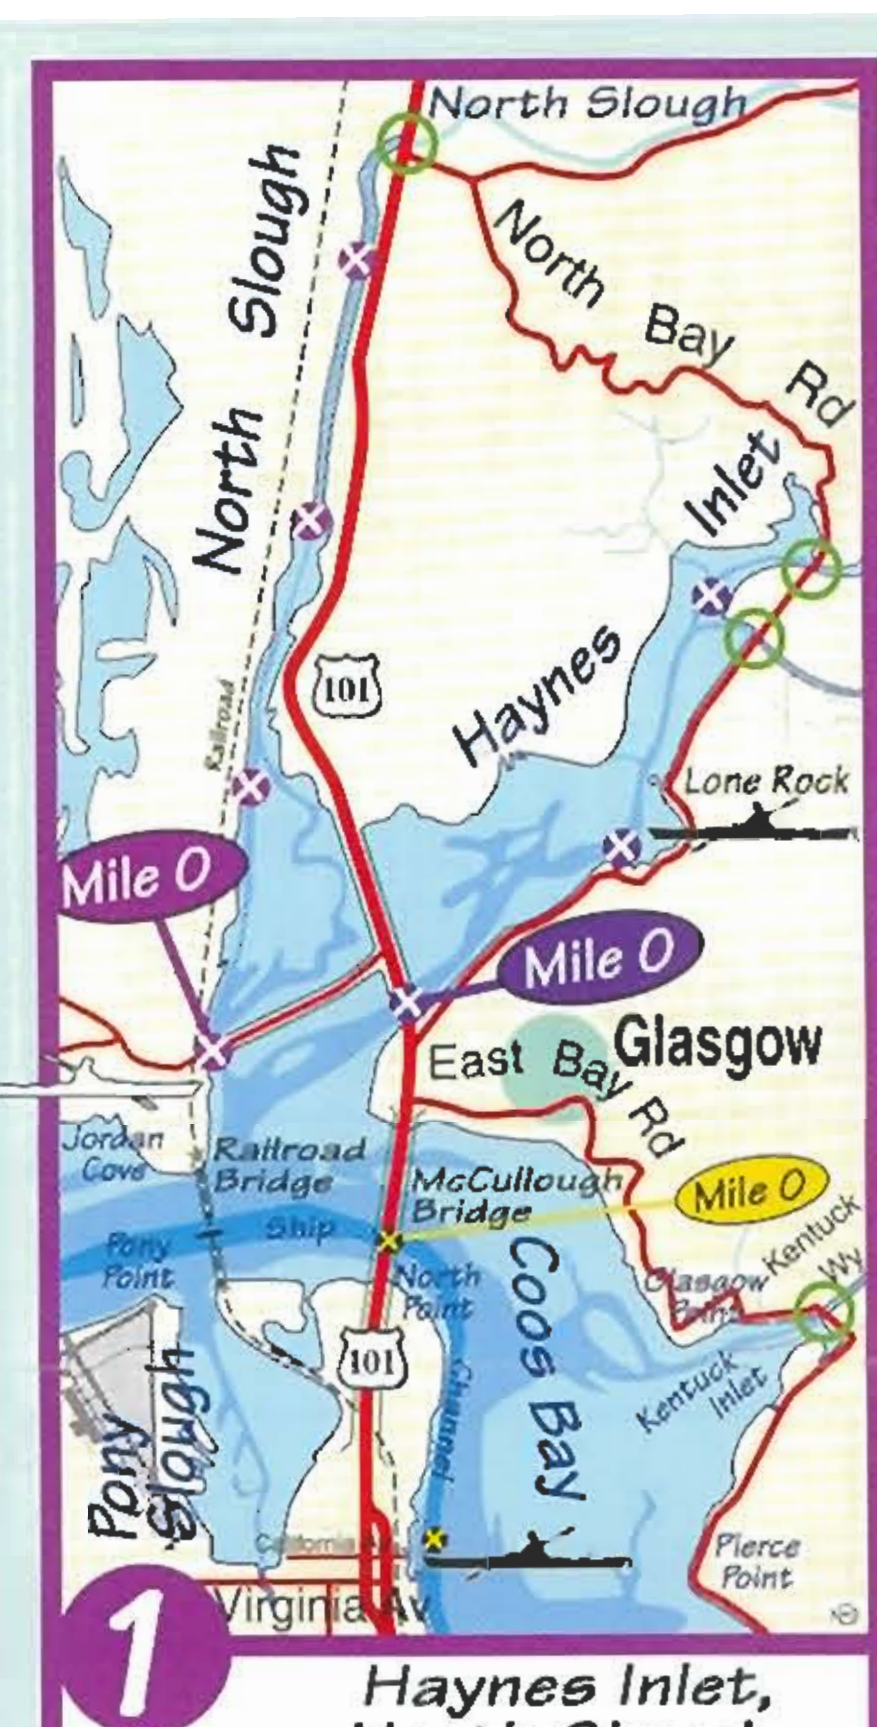 North Slough
North Slough
North Bay Rd
Haynes Inlet
Railroad
101
Lone Rock
Mile 0
Mile 0
Glasgow
East Bay Rd
Jordan
Cove
Railroad
Bridge
McCullough
Bridge
Mile 0
Kentuck
Wy
Ship
Channel
Pony
Point
North
Point
Glasgow
Point
Coos Bay
101
Kentuck
Inlet
Pony
Slough
California Av
Pierce
Point
Virginia Av
1
Haynes Inlet,